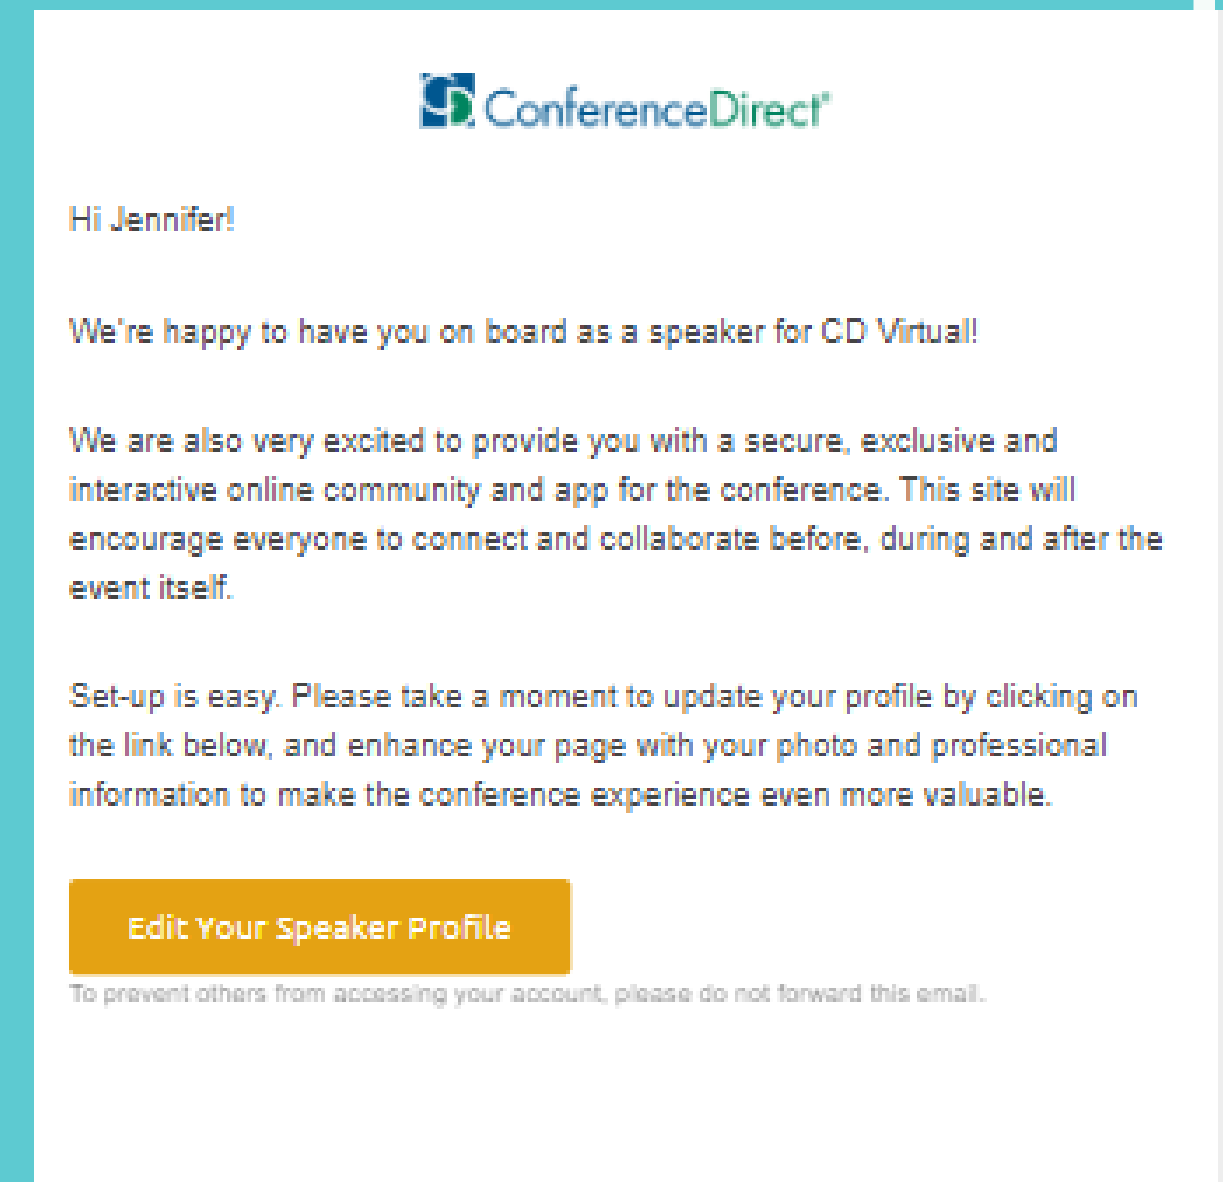 ConferenceDirect®
Hi Jennifer!
We're happy to have you on board as a speaker for CD Virtual!
We are also very excited to provide you with a secure, exclusive and
interactive online community and app for the conference. This site will
encourage everyone to connect and collaborate before, during and after the
event itself.
Set-up is easy. Please take a moment to update your profile by clicking on
the link below, and enhance your page with your photo and professional
information to make the conference experience even more valuable.
Edit Your Speaker Profile
To prevent others from accessing your account, please do not forward this email.